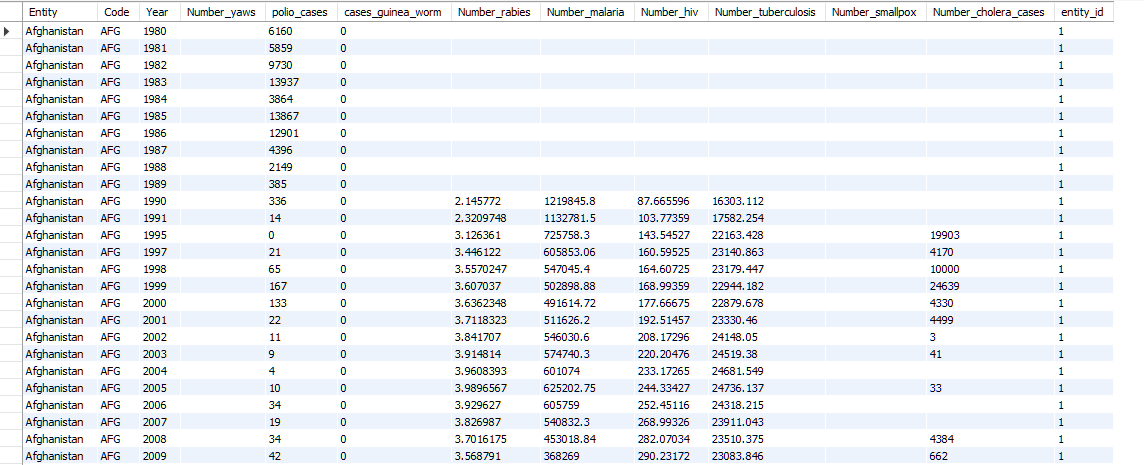 Entity Code Year Number_yaws polio_cases cases_guinea_worm Number_rabies Number_malaria Number_hiv Number_tuberculosis Number_smallpox Number_cholera_cases entity_id
Afghanistan AFG 1980 6160 0 1
Afghanistan AFG 1981 5859 0 1
Afghanistan AFG 1982 9730 0 1
Afghanistan AFG 1983 13937 0 1
Afghanistan AFG 1984 3864 0 1
Afghanistan AFG 1985 13867 0 1
Afghanistan AFG 1986 12901 0 1
Afghanistan AFG 1987 4396 0 1
Afghanistan AFG 1988 2149 0 1
Afghanistan AFG 1989 385 0 1
Afghanistan AFG 1990 336 0 2.145772 1219845.8 87.665596 16303.112 1
Afghanistan AFG 1991 14 0 2.3209748 1132781.5 103.77359 17582.254 1
Afghanistan AFG 1995 0 0 3.126361 725758.3 143.54527 22163.428 19903 1
Afghanistan AFG 1997 21 0 3.446122 605853.06 160.59525 23140.863 4170 1
Afghanistan AFG 1998 65 0 3.5570247 547045.4 164.60725 23179.447 10000 1
Afghanistan AFG 1999 167 0 3.607037 502898.88 168.99359 22944.182 24639 1
Afghanistan AFG 2000 133 0 3.6362348 491614.72 177.66675 22879.678 4330 1
Afghanistan AFG 2001 22 0 3.7118323 511626.2 192.51457 23330.46 4499 1
Afghanistan AFG 2002 11 0 3.841707 546030.6 208.17296 24148.05 3 1
Afghanistan AFG 2003 9 0 3.914814 574740.3 220.20476 24519.38 41 1
Afghanistan AFG 2004 4 0 3.9608393 601074 233.17265 24681.549 1
Afghanistan AFG 2005 10 0 3.9896567 625202.75 244.33427 24736.137 33 1
Afghanistan AFG 2006 34 0 3.929627 605759 252.45116 24318.215 1
Afghanistan AFG 2007 19 0 3.826987 540832.3 268.99326 23911.043 1
Afghanistan AFG 2008 34 0 3.7016175 453018.84 282.07034 23510.375 4384 1
Afghanistan AFG 2009 42 0 3.568791 368269 290.23172 23083.846 662 1